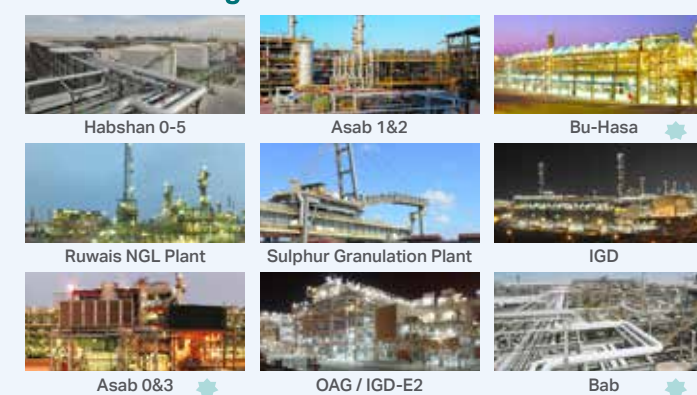 Habshan 0-5
Asab 1&2
Bu-Hasa
Ruwais NGL Plant
Sulphur Granulation Plant
IGD
Asab 0&3
OAG / IGD-E2
Bab